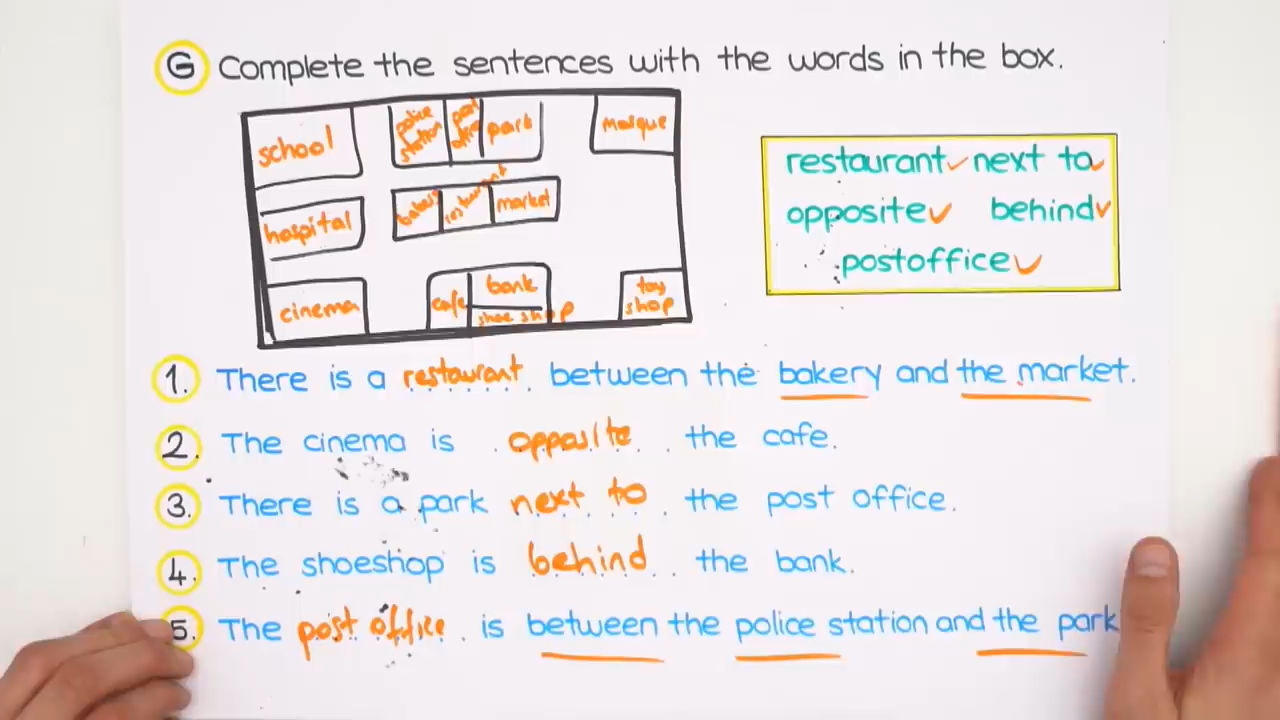 G Complete the sentences with the words in the box.
school
police station
post office
park
mosque
hospital
bakery
restaurant
market
cinema
cafe
bank
shoe shop
toy shop
restaurant✓ next to✓
opposite✓ behind✓
postoffice✓
1. There is a restaurant between the bakery and the market.
2. The cinema is opposite the cafe.
3. There is a park next to the post office.
4. The shoeshop is behind the bank.
5. The post office is between the police station and the park